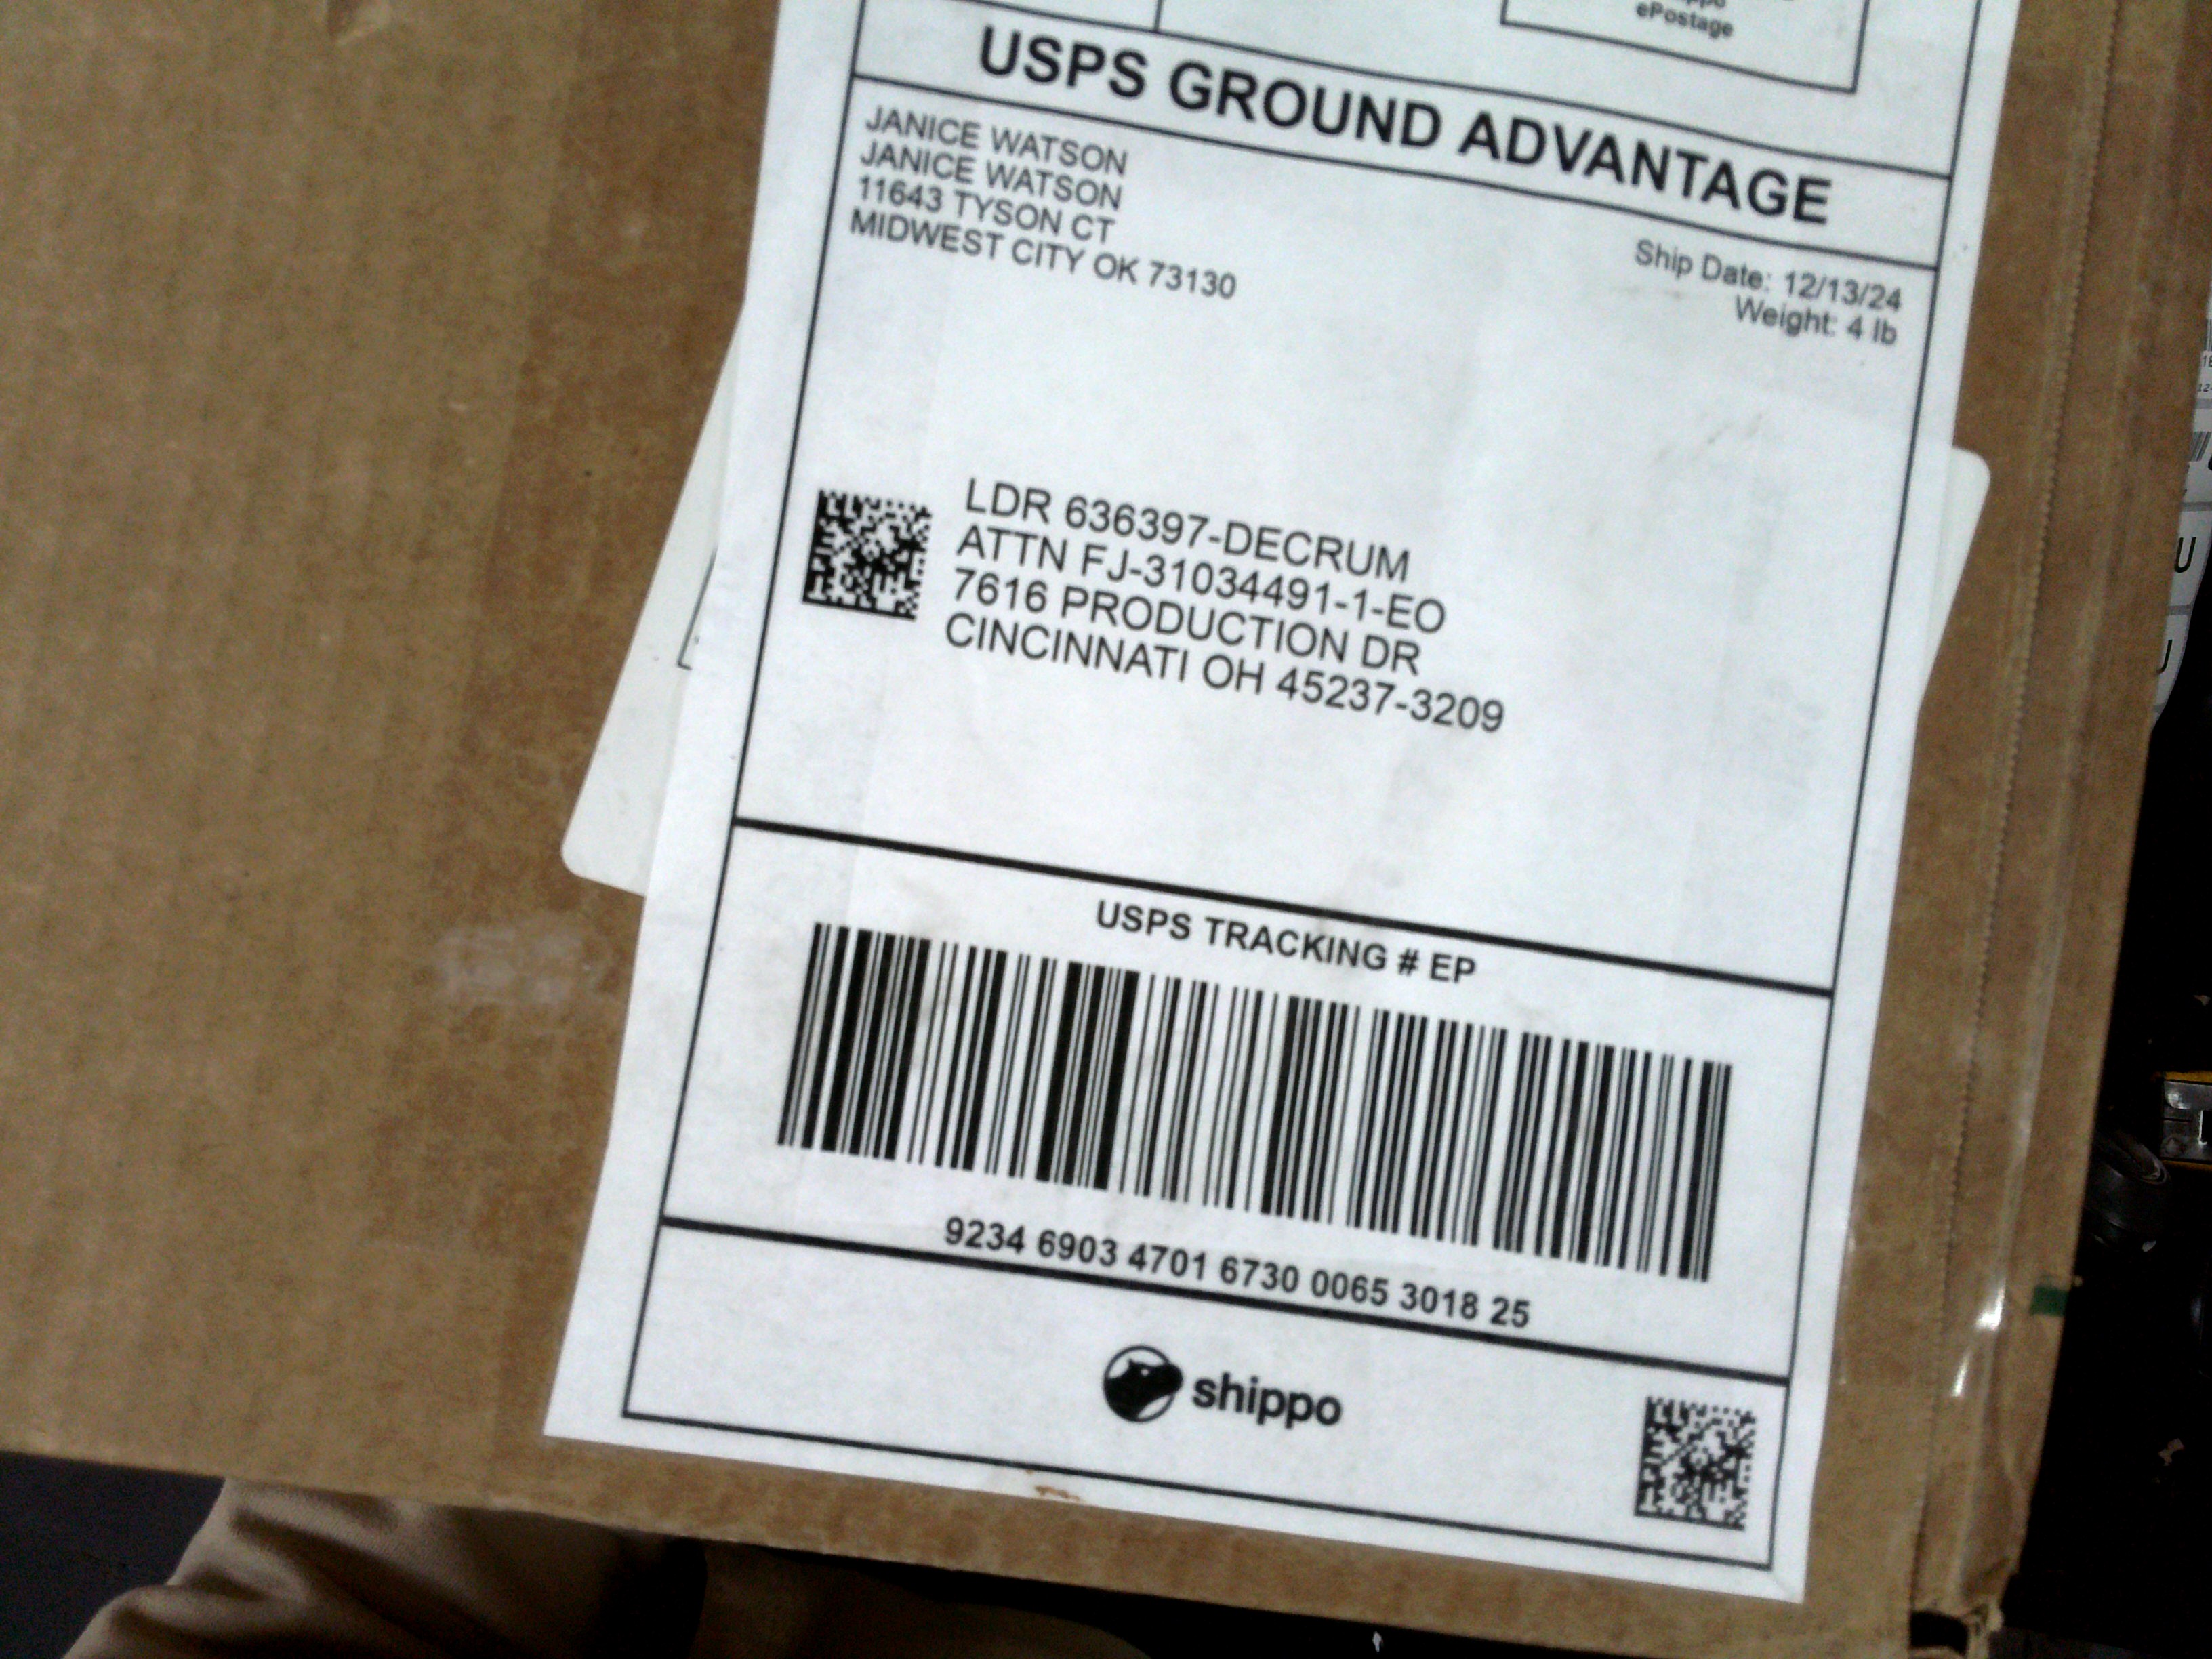 ePostage
USPS GROUND ADVANTAGE
JANICE WATSON
JANICE WATSON
11643 TYSON CT
MIDWEST CITY OK 73130
Ship Date: 12/13/24
Weight: 4 lb
LDR 636397-DECRUM
ATTN FJ-31034491-1-EO
7616 PRODUCTION DR
CINCINNATI OH 45237-3209
USPS TRACKING # EP
9234 6903 4701 6730 0065 3018 25
shippo
U